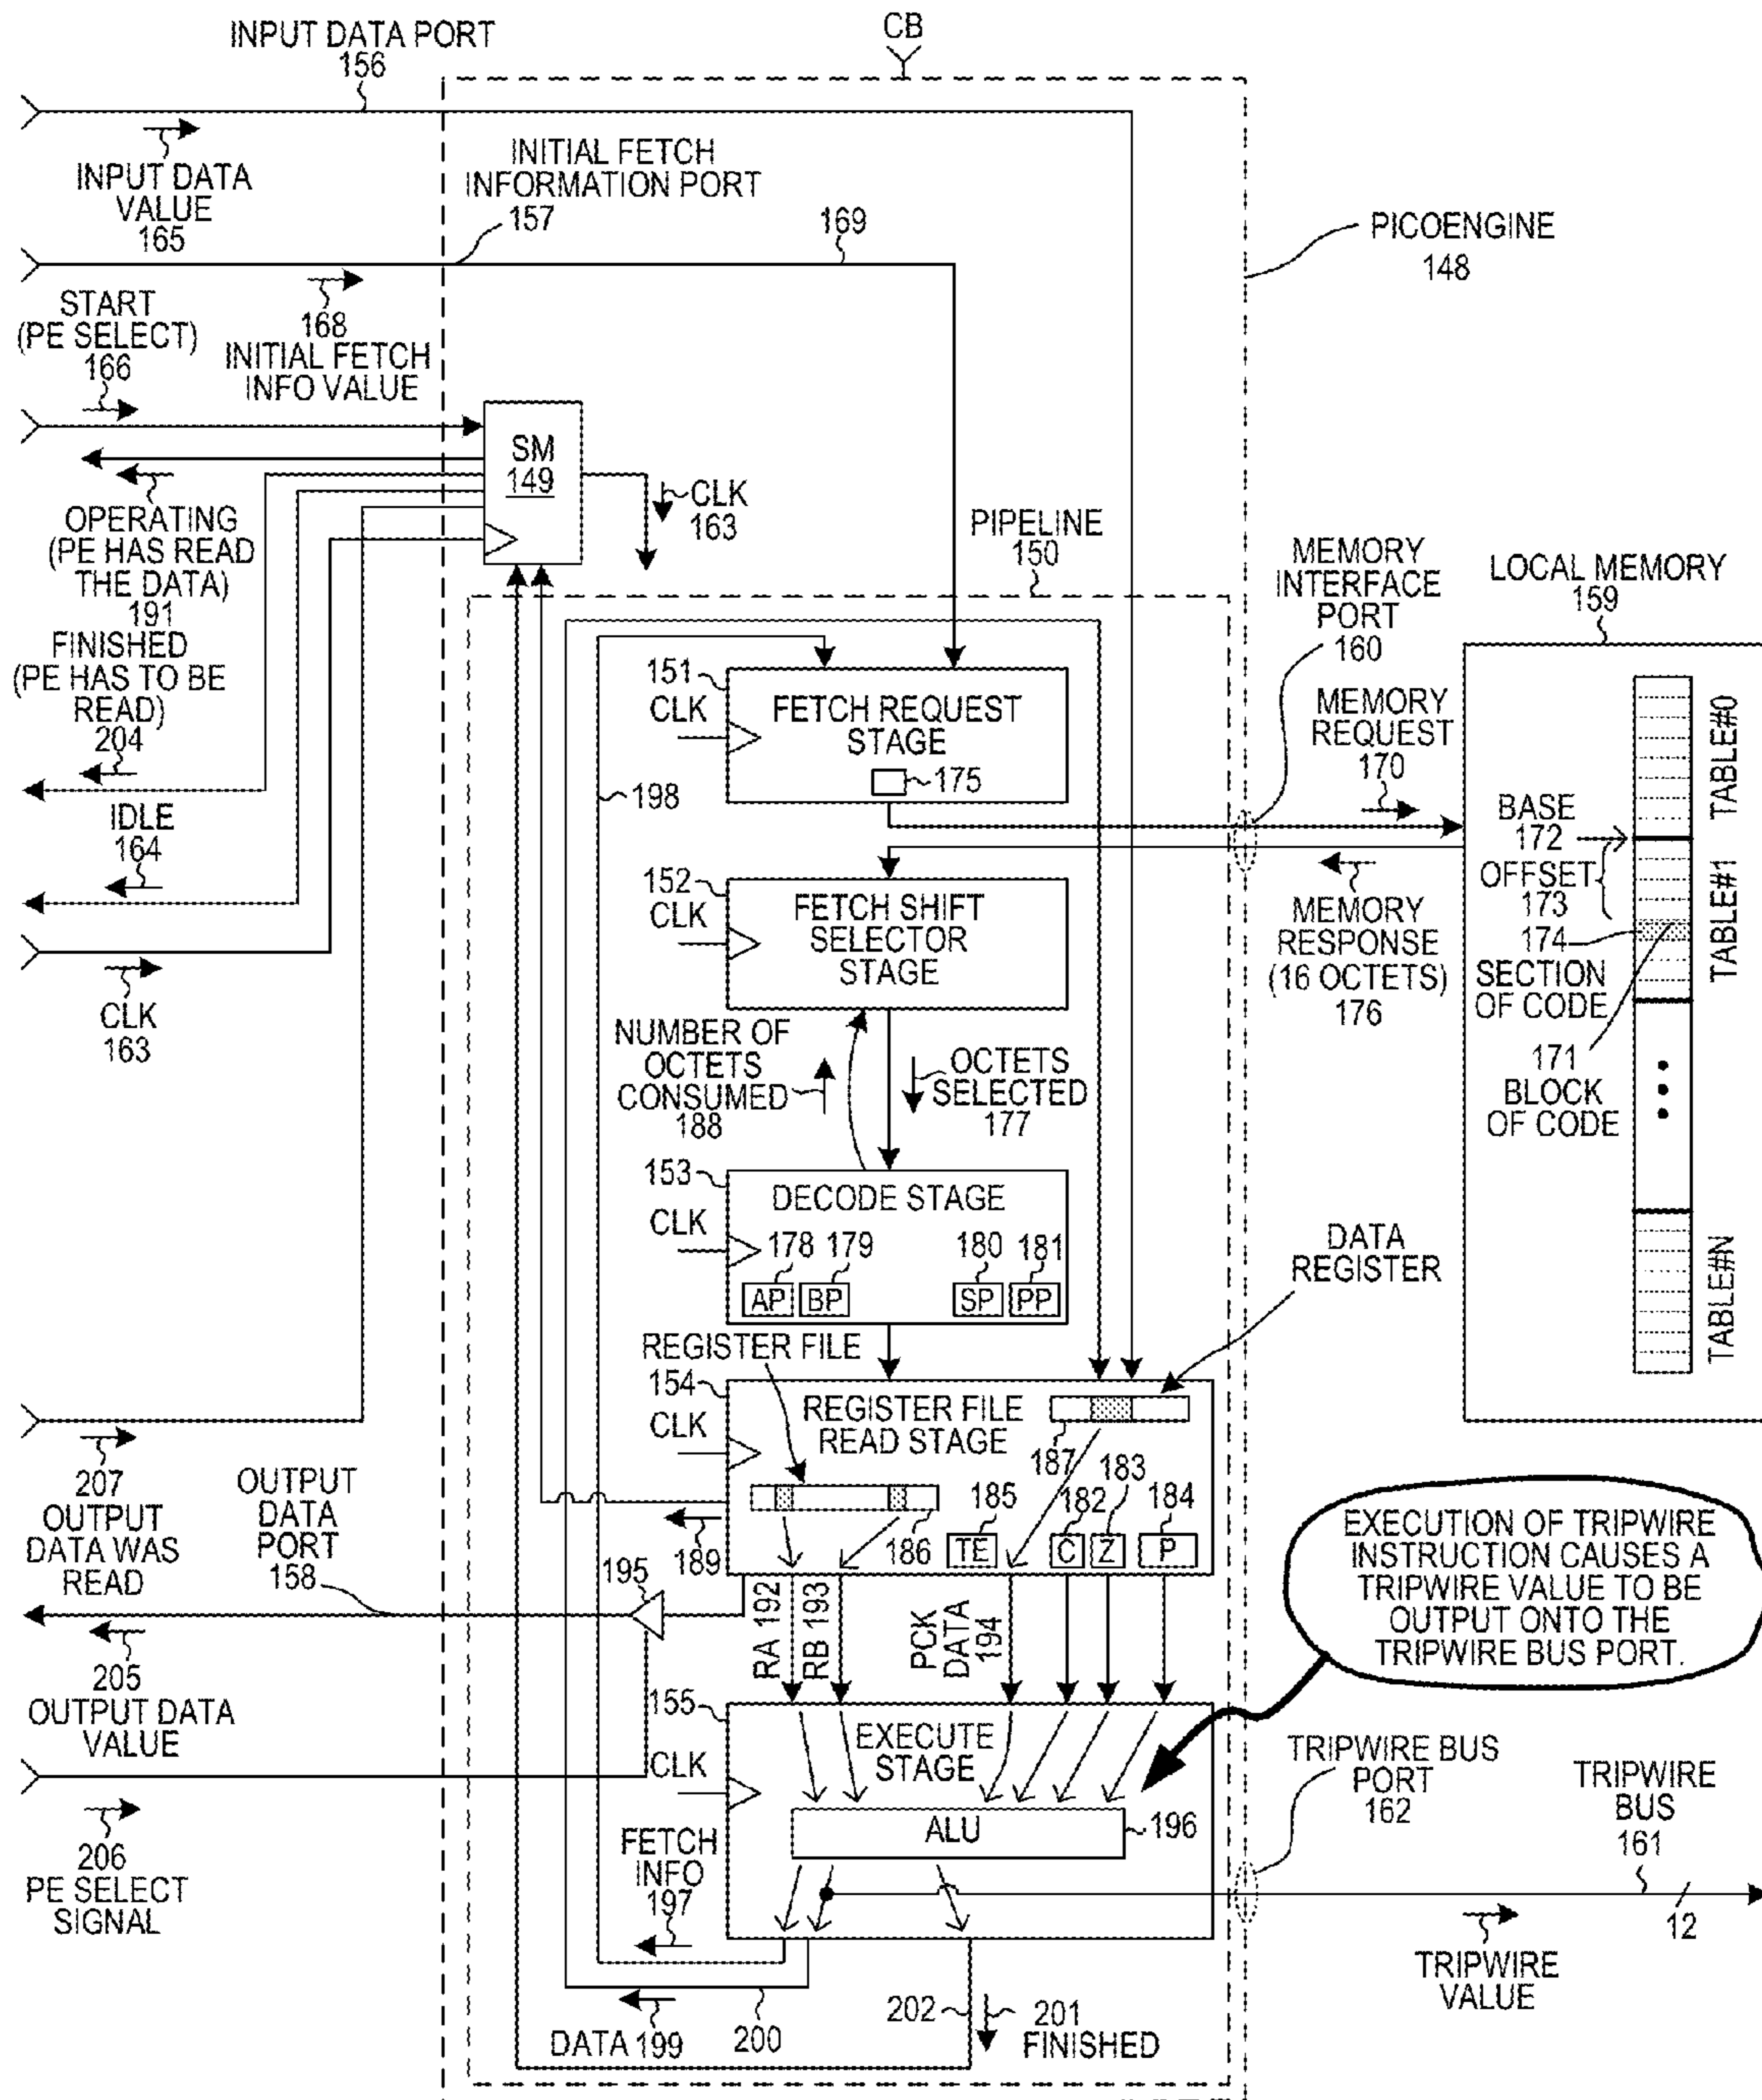 CB
INPUT DATA PORT
156
INPUT DATA
VALUE
165
INITIAL FETCH
INFORMATION PORT
157
169
PICOENGINE
148
START
(PE SELECT)
166
168
INITIAL FETCH
INFO VALUE
SM
149
CLK
163
OPERATING
(PE HAS READ
THE DATA)
191
FINISHED
(PE HAS TO BE
READ)
204
IDLE
164
CLK
163
PIPELINE
150
MEMORY
INTERFACE
PORT
160
LOCAL MEMORY
159
151
CLK
FETCH REQUEST
STAGE
175
198
MEMORY
REQUEST
170
BASE
172
OFFSET
173
174
SECTION
OF CODE
171
BLOCK
OF CODE
TABLE#0
TABLE#1
TABLE#N
152
CLK
FETCH SHIFT
SELECTOR
STAGE
MEMORY
RESPONSE
(16 OCTETS)
176
NUMBER OF
OCTETS
CONSUMED
188
OCTETS
SELECTED
177
153
CLK
DECODE STAGE
178
179
180
181
AP
BP
SP
PP
DATA
REGISTER
REGISTER FILE
154
CLK
REGISTER FILE
READ STAGE
187
183
185
182
184
186
TE
C
Z
P
189
207
OUTPUT
DATA WAS
READ
OUTPUT
DATA
PORT
158
195
205
OUTPUT DATA
VALUE
RA 192
RB 193
PCK
DATA
194
EXECUTION OF TRIPWIRE
INSTRUCTION CAUSES A
TRIPWIRE VALUE TO BE
OUTPUT ONTO THE
TRIPWIRE BUS PORT.
155
CLK
EXECUTE
STAGE
ALU
196
TRIPWIRE BUS
PORT
162
TRIPWIRE
BUS
161
12
TRIPWIRE
VALUE
206
PE SELECT
SIGNAL
FETCH
INFO
197
DATA 199
200
202
201
FINISHED